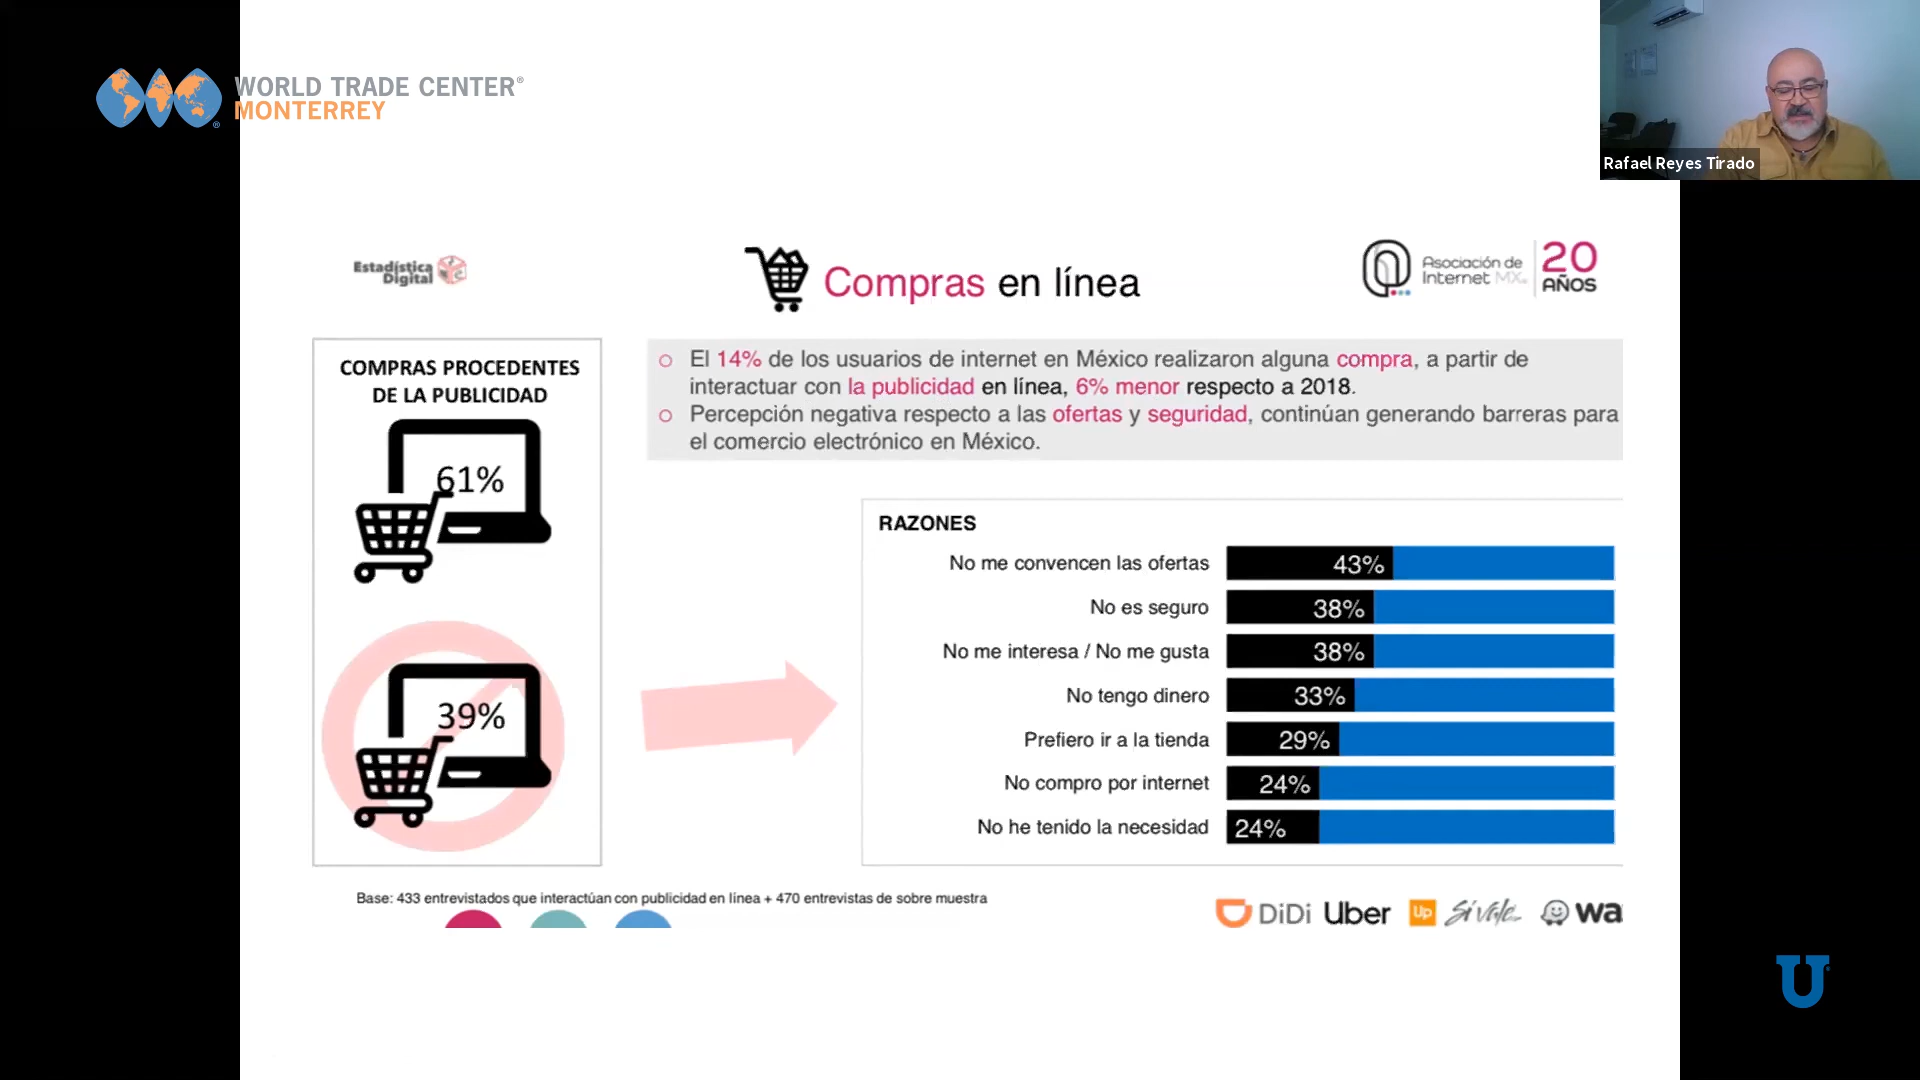 WORLD TRADE CENTER®
MONTERREY
Rafael Reyes Tirado
Estadística
Digital
Compras en línea
Asociación de
Internet MX
20
AÑOS
COMPRAS PROCEDENTES
DE LA PUBLICIDAD
61%
39%
○ El 14% de los usuarios de internet en México realizaron alguna compra, a partir de
interactuar con la publicidad en línea, 6% menor respecto a 2018.
○ Percepción negativa respecto a las ofertas y seguridad, continúan generando barreras para
el comercio electrónico en México.
RAZONES
No me convencen las ofertas 43%
No es seguro 38%
No me interesa / No me gusta 38%
No tengo dinero 33%
Prefiero ir a la tienda 29%
No compro por internet 24%
No he tenido la necesidad 24%
Base: 433 entrevistados que interactúan con publicidad en línea + 470 entrevistas de sobre muestra
DiDi Uber Up Sí Vale wa
U